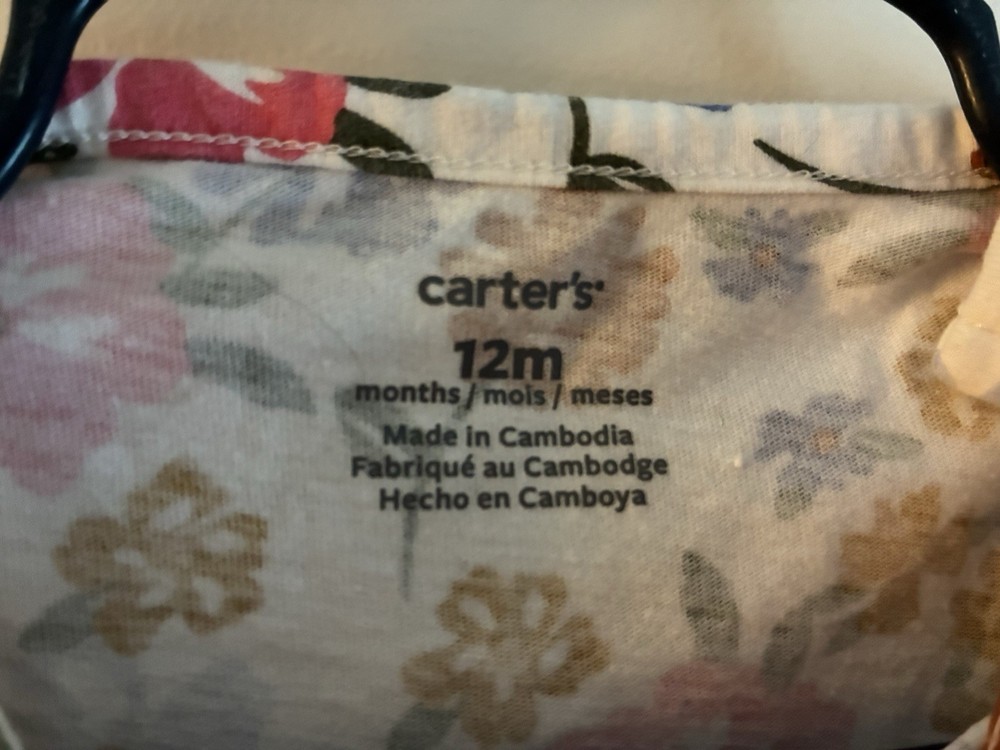 carter's
12m
months / mois / meses
Made in Cambodia
Fabriqué au Cambodge
Hecho en Camboya